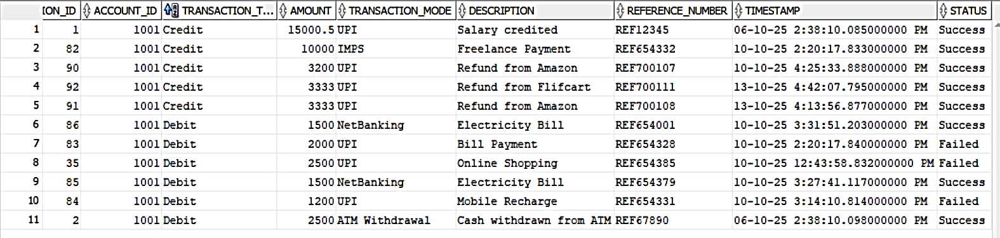 ION_ID ACCOUNT_ID TRANSACTION_T... AMOUNT TRANSACTION_MODE DESCRIPTION REFERENCE_NUMBER TIMESTAMP STATUS
1 1 1001 Credit 15000.5 UPI Salary credited REF12345 06-10-25 2:38:10.085000000 PM Success
2 82 1001 Credit 10000 IMPS Freelance Payment REF654332 10-10-25 2:20:17.833000000 PM Success
3 90 1001 Credit 3200 UPI Refund from Amazon REF700107 10-10-25 4:25:33.888000000 PM Success
4 92 1001 Credit 3333 UPI Refund from Flifcart REF700111 13-10-25 4:42:07.795000000 PM Success
5 91 1001 Credit 3333 UPI Refund from Amazon REF700108 13-10-25 4:13:56.877000000 PM Success
6 86 1001 Debit 1500 NetBanking Electricity Bill REF654001 10-10-25 3:31:51.203000000 PM Success
7 83 1001 Debit 2000 UPI Bill Payment REF654328 10-10-25 2:20:17.840000000 PM Failed
8 35 1001 Debit 2500 UPI Online Shopping REF654385 10-10-25 12:43:58.832000000 PM Failed
9 85 1001 Debit 1500 NetBanking Electricity Bill REF654379 10-10-25 3:27:41.117000000 PM Success
10 84 1001 Debit 1200 UPI Mobile Recharge REF654331 10-10-25 3:14:10.814000000 PM Failed
11 2 1001 Debit 2500 ATM Withdrawal Cash withdrawn from ATM REF67890 06-10-25 2:38:10.098000000 PM Success